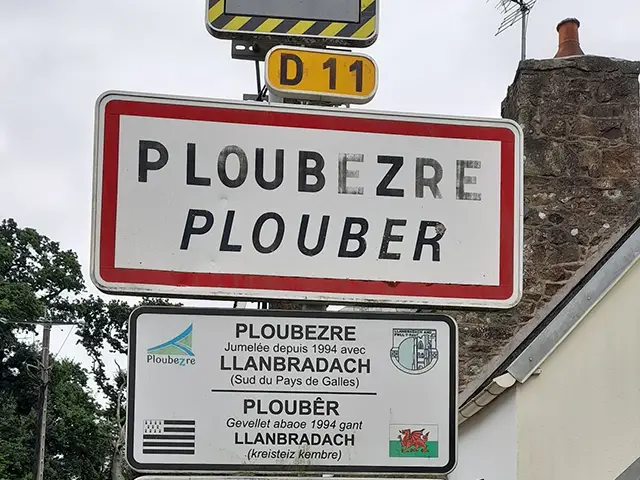 D 11
PLOUBEZRE
PLOUBER
PLOUBEZRE
Jumelée depuis 1994 avec
LLANBRADACH
(Sud du Pays de Galles)
Ploubezre
PLOUBÊR
Gevellet abaoe 1994 gant
LLANBRADACH
(kreisteiz kembre)